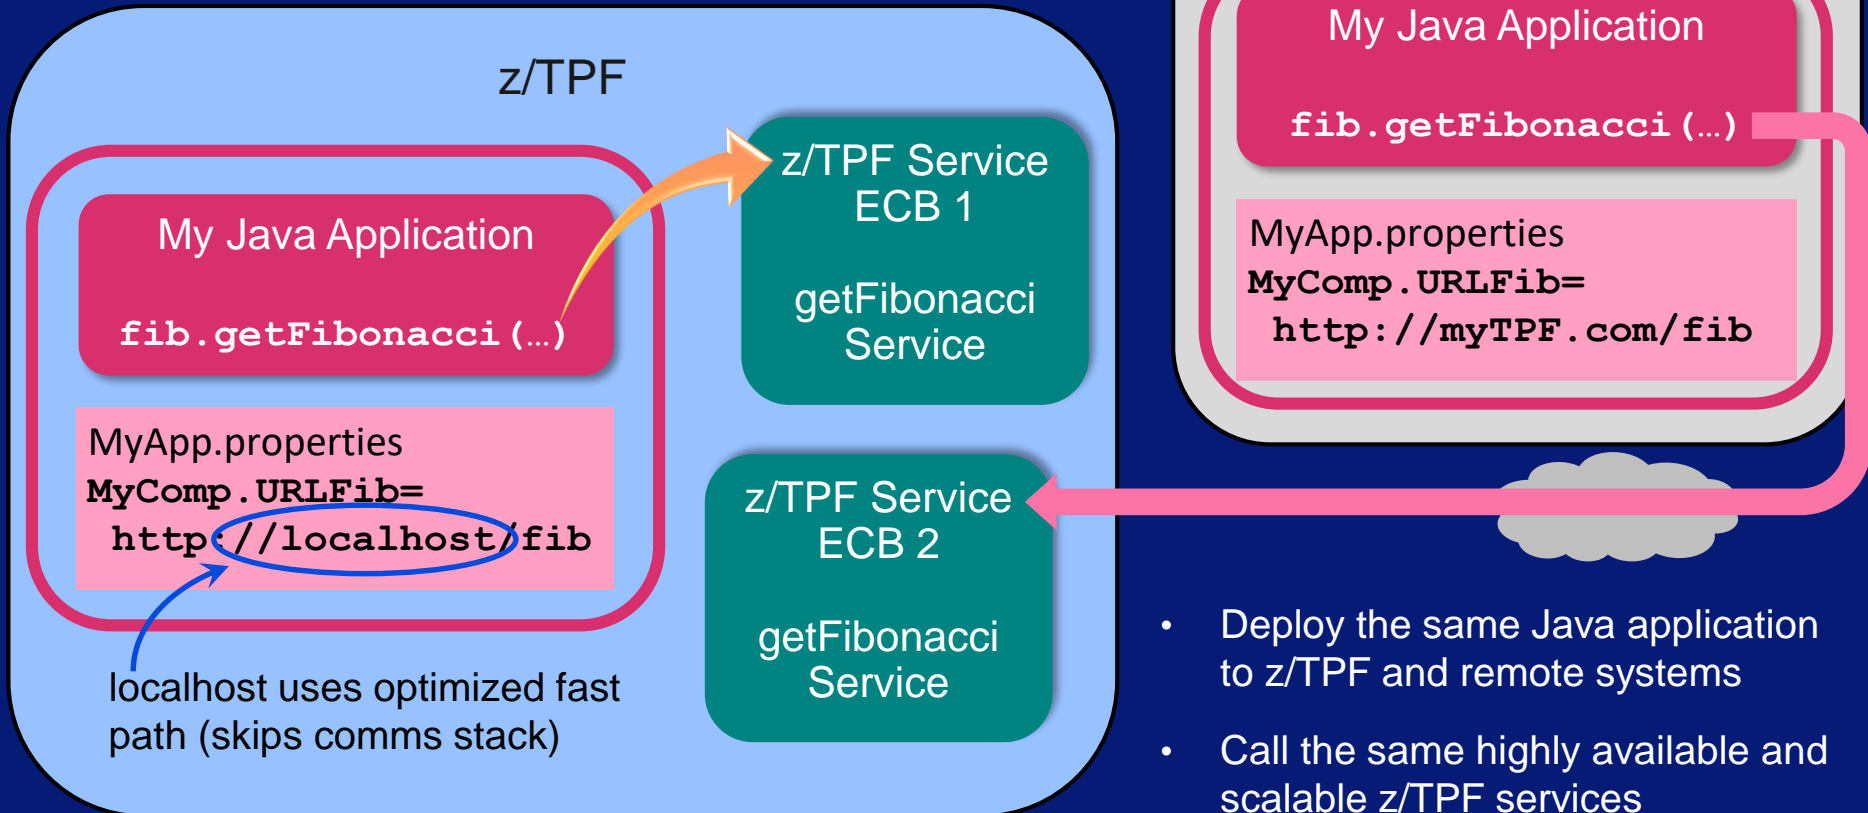 z/TPF
My Java Application
fib.getFibonacci(…)
MyApp.properties
MyComp.URLFib=
http://localhost/fib
localhost uses optimized fast
path (skips comms stack)
z/TPF Service
ECB 1
getFibonacci
Service
z/TPF Service
ECB 2
getFibonacci
Service
My Java Application
fib.getFibonacci(…)
MyApp.properties
MyComp.URLFib=
http://myTPF.com/fib
• Deploy the same Java application
to z/TPF and remote systems
• Call the same highly available and
scalable z/TPF services